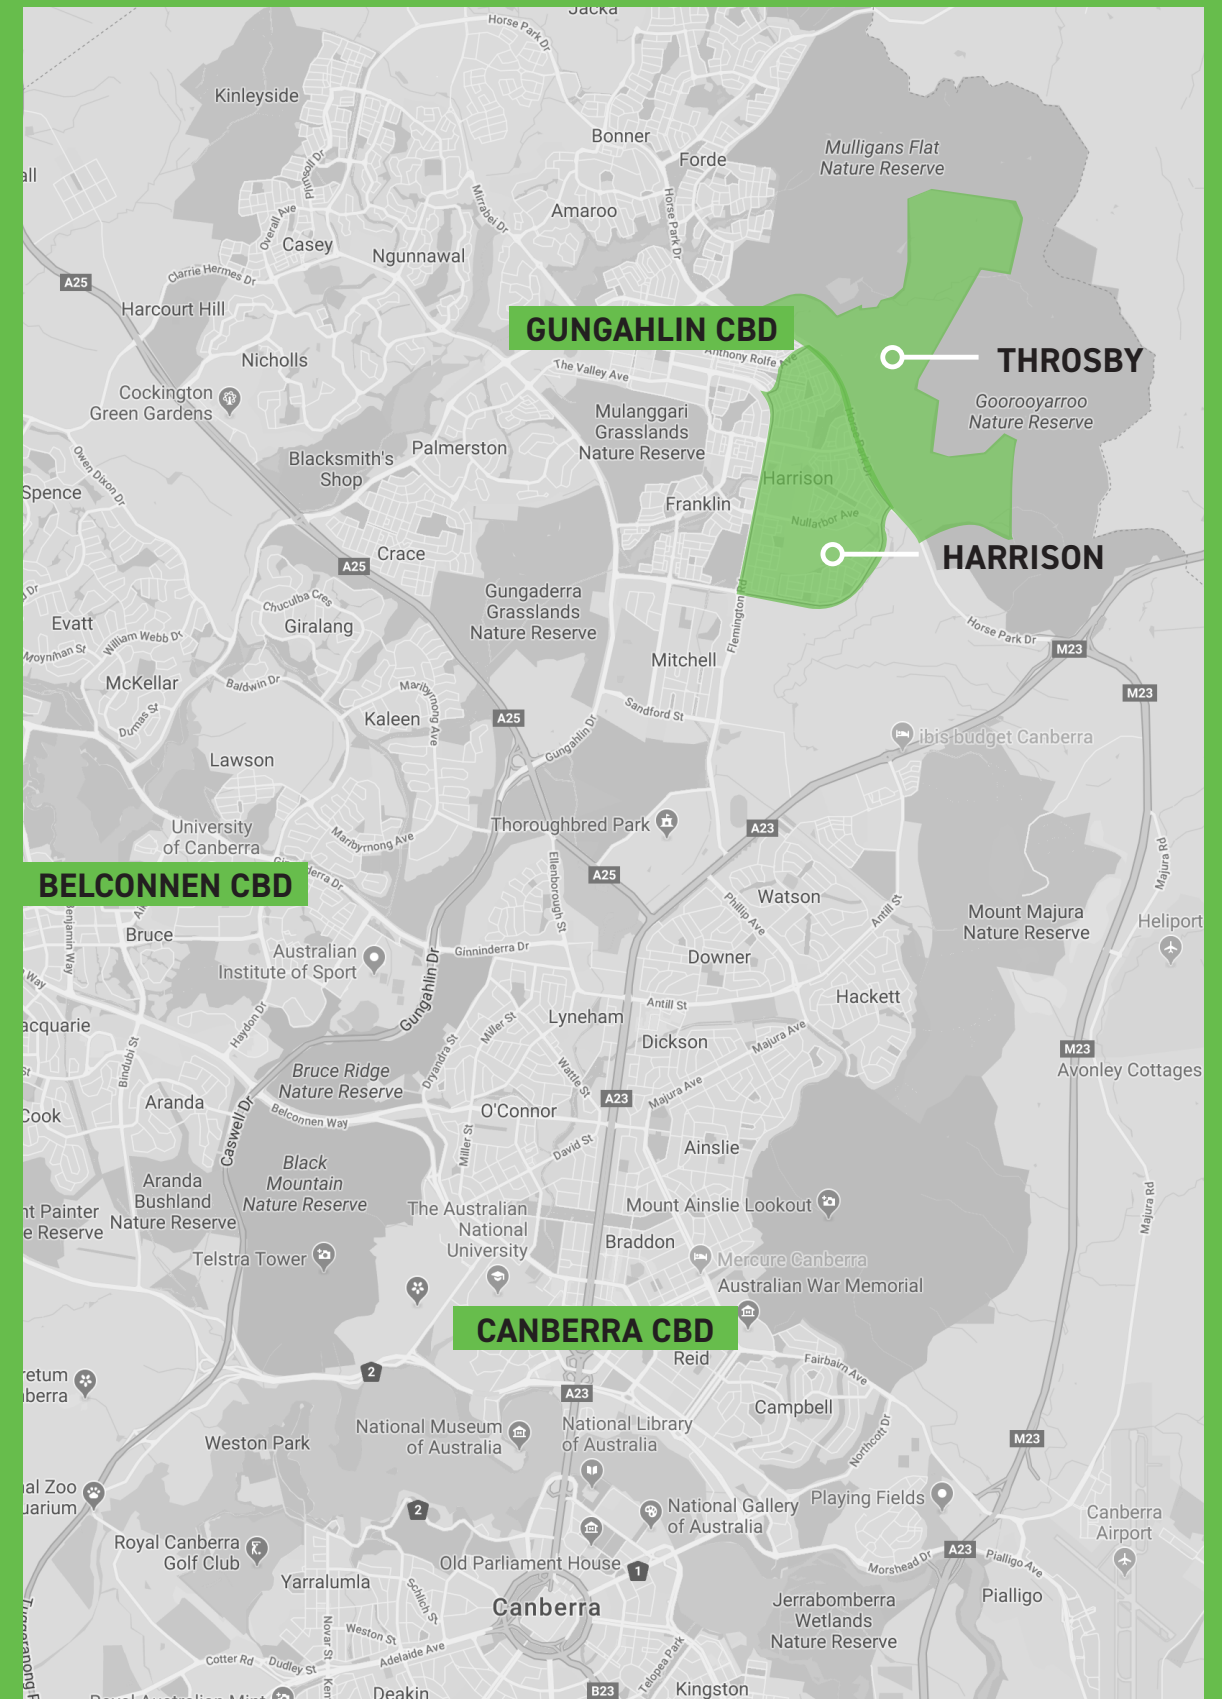 Jacka
Horse Park Dr
Kinleyside
Bonner
Forde
Mulligans Flat
Nature Reserve
Plimsoll Dr
Mirrabei Dr
Horse Park Dr
Amaroo
Overall Ave
Casey
Ngunnawal
Clarrie Hermes Dr
A25
Harcourt Hill
GUNGAHLIN CBD
Anthony Rolfe Ave
THROSBY
Nicholls
The Valley Ave
Cockington
Green Gardens
Mulanggari
Grasslands
Nature Reserve
Goorooyarroo
Nature Reserve
Horse Park Dr
Blacksmith's
Shop
Palmerston
Owen Dixon Dr
Spence
Harrison
Franklin
Nullarbor Ave
Crace
A25
HARRISON
Gungaderra
Grasslands
Nature Reserve
Chuculba Cres
Giralang
Evatt
William Webb Dr
Moynihan St
Flemington Rd
Horse Park Dr
M23
Mitchell
McKellar
Baldwin Dr
Maribyrnong Ave
M23
Dumas St
Kaleen
A25
Sandford St
Gungahlin Dr
ibis budget Canberra
Lawson
University
of Canberra
Maribyrnong Ave
Thoroughbred Park
A23
Majura Rd
BELCONNEN CBD
Ellenborough St
A25
Watson
Phillip Ave
Antill St
Mount Majura
Nature Reserve
Heliport
Bruce
Australian
Institute of Sport
Ginninderra Dr
Downer
Gungahlin Dr
Hackett
Haydon Dr
Antill St
Lyneham
Miller St
Dickson
Majura Ave
Bindubi St
Dryandra St
M23
Avonley Cottages
Bruce Ridge
Nature Reserve
Wattle St
Majura Ave
A23
Cook
Aranda
Caswell Dr
Belconnen Way
O'Connor
Miller St
David St
Ainslie
Black
Mountain
Nature Reserve
Aranda
Bushland
Nature Reserve
The Australian
National
University
Mount Ainslie Lookout
Majura Rd
Telstra Tower
Braddon
Mercure Canberra
Australian War Memorial
CANBERRA CBD
Reid
Fairbairn Ave
2
A23
Campbell
Weston Park
National Museum
of Australia
National Library
of Australia
Northcott Dr
M23
2
National Gallery
of Australia
Playing Fields
Canberra
Airport
Royal Canberra
Golf Club
Old Parliament House
1
Morshead Dr
A23
Pialligo Ave
Yarralumla
Schlich St
Canberra
Jerrabomberra
Wetlands
Nature Reserve
Pialligo
Novar St
Weston St
Cotter Rd
Dudley St
Adelaide Ave
Telopea Park
Deakin
B23
Kingston